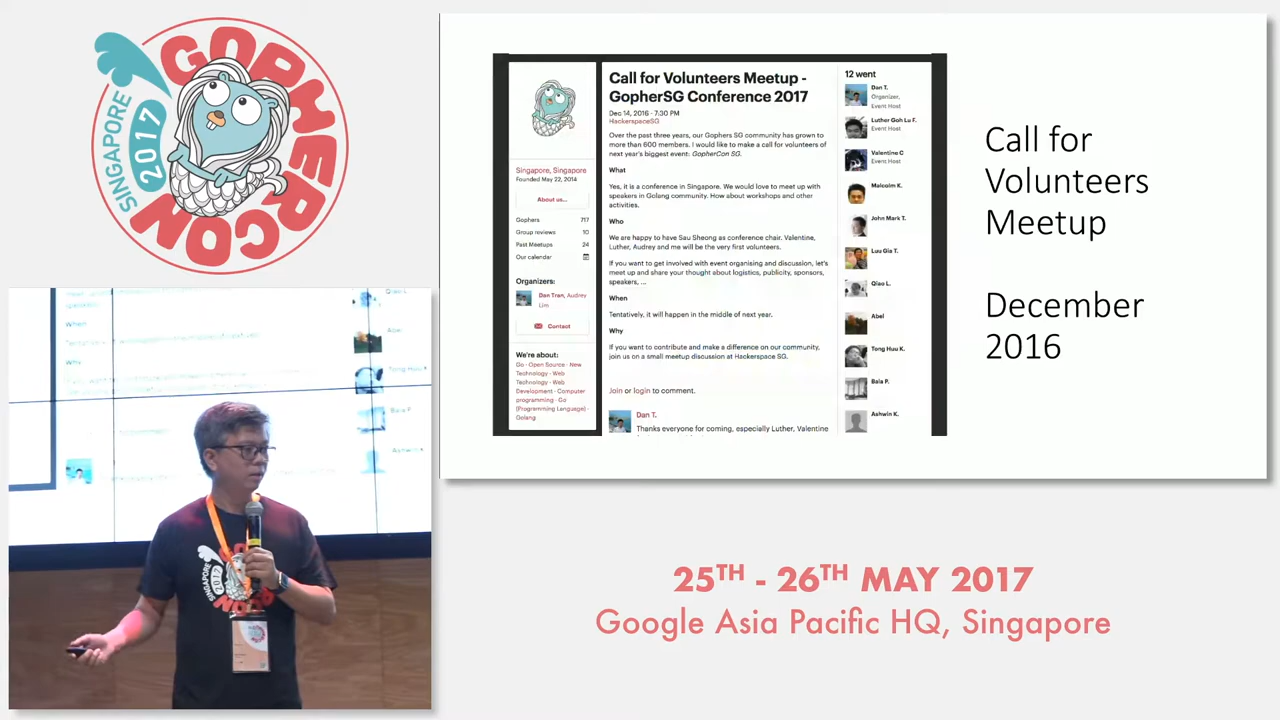 SINGAPORE 2017
GOPHERCON
Call for Volunteers Meetup -
GopherSG Conference 2017
Dec 14, 2016 - 7:30 PM
HackerspaceSG
Over the past three years, our Gophers SG community has grown to
more than 600 members. I would like to make a call for volunteers of
next year's biggest event: GopherCon SG.
What
Yes, it is a conference in Singapore. We would love to meet up with
speakers in Golang community. How about workshops and other
activities.
Who
We are happy to have Sau Sheong as conference chair. Valentine,
Luther, Audrey and me will be the very first volunteers.
If you want to get involved with event organising and discussion, let's
meet up and share your thought about logistics, publicity, sponsors,
speakers, ...
When
Tentatively, it will happen in the middle of next year.
Why
If you want to contribute and make a difference on our community,
join us on a small meetup discussion at Hackerspace SG.
Join or login to comment.
Dan T.
Thanks everyone for coming, especially Luther, Valentine
Singapore, Singapore
Founded May 22, 2014
About us...
Gophers 717
Group reviews 10
Past Meetups 24
Our calendar
Organizers:
Dan Tran, Audrey
Lim
Contact
We're about:
Go · Open Source · New
Technology · Web
Technology · Web
Development · Computer
programming · Go
(Programming Language) ·
Golang
12 went
Dan T.
Organizer,
Event Host
Luther Goh Lu F.
Event Host
Valentine C
Event Host
Malcolm K.
John Mark T.
Luu Gie T.
Qiao L.
Abel
Tong Huu K.
Bala P.
Ashwin K.
Call for
Volunteers
Meetup
December
2016
When
Why
Abel
Tong Huu K
Bala P
Ashwin K
SINGAPORE
2017
25TH - 26TH MAY 2017
Google Asia Pacific HQ, Singapore